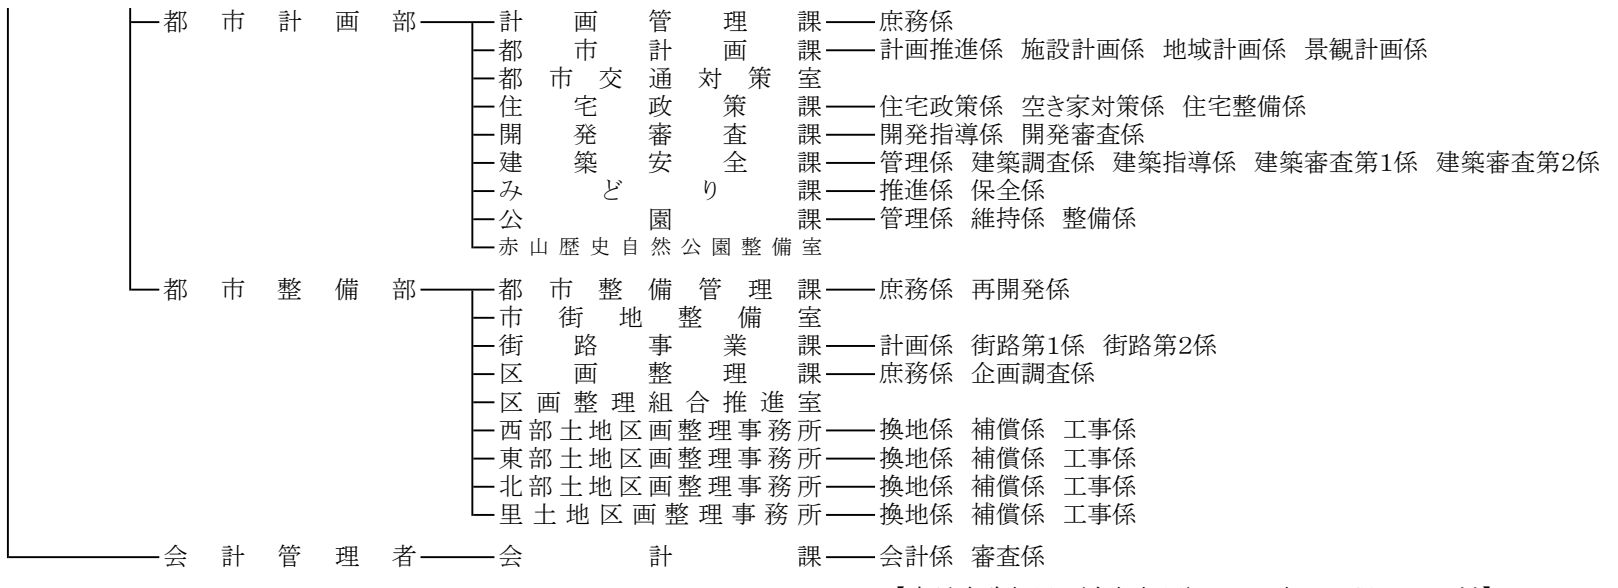 都市計画部 計画管理課 庶務係
都市計画課 計画推進係 施設計画係 地域計画係 景観計画係
都市交通対策室
住宅政策課 住宅政策係 空き家対策係 住宅整備係
開発審査課 開発指導係 開発審査係
建築安全課 管理係 建築調査係 建築指導係 建築審査第1係 建築審査第2係
みどり課 推進係 保全係
公園課 管理係 維持係 整備係
赤山歴史自然公園整備室
都市整備部 都市整備管理課 庶務係 再開発係
市街地整備室
街路事業課 計画係 街路第1係 街路第2係
区画整理課 庶務係 企画調査係
区画整理組合推進室
西部土地区画整理事務所 換地係 補償係 工事係
東部土地区画整理事務所 換地係 補償係 工事係
北部土地区画整理事務所 換地係 補償係 工事係
里土地区画整理事務所 換地係 補償係 工事係
会計管理者 会計課 会計係 審査係